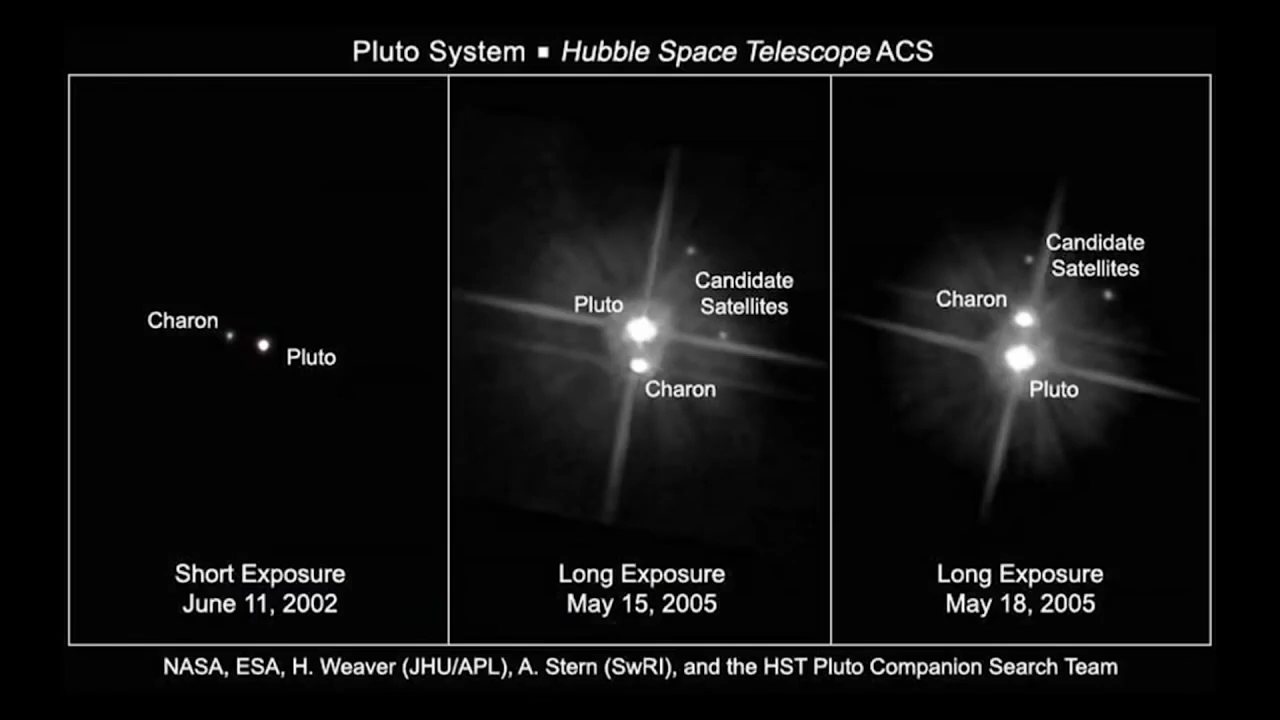 Pluto System ▪ Hubble Space Telescope ACS
Charon
Pluto
Short Exposure
June 11, 2002
Candidate
Satellites
Pluto
Charon
Long Exposure
May 15, 2005
Candidate
Satellites
Charon
Pluto
Long Exposure
May 18, 2005
NASA, ESA, H. Weaver (JHU/APL), A. Stern (SwRI), and the HST Pluto Companion Search Team